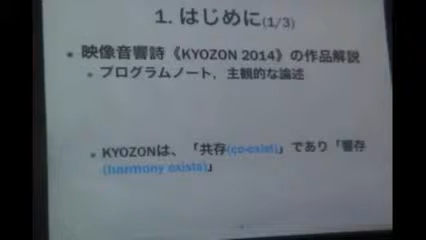 1. はじめに(1/3)
映像音響詩《KYOZON 2014》の作品解説
プログラムノート，主観的な論述
KYOZONは、「共存(co-exist)」であり「響存
(harmony exists)」